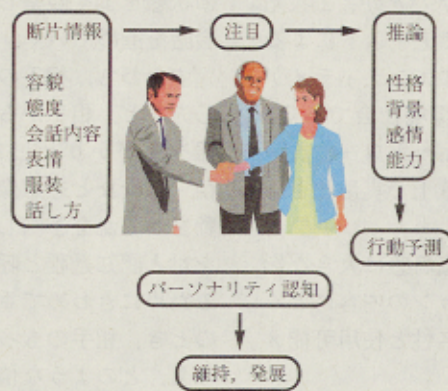 断片情報
容貌
態度
会話内容
表情
服装
話し方
注目
推論
性格
背景
感情
能力
行動予測
パーソナリティ認知
維持，発展